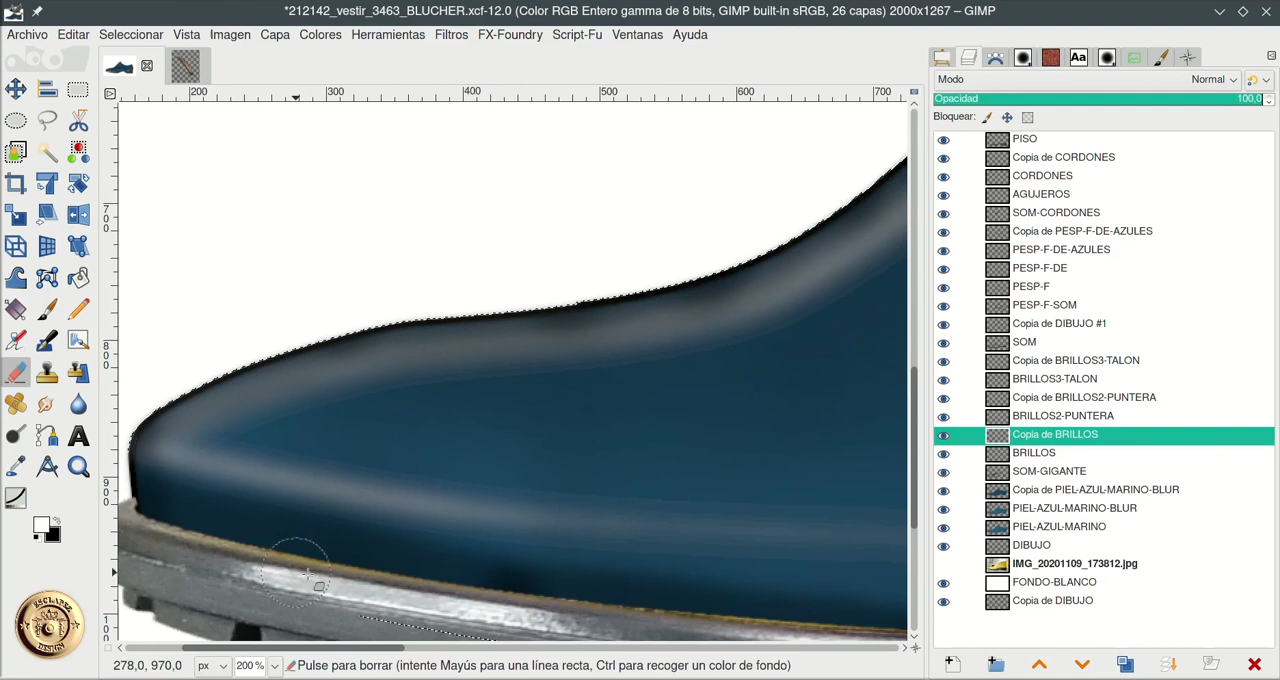 *212142_vestir_3463_BLUCHER.xcf-12.0 (Color RGB Entero gamma de 8 bits, GIMP built-in sRGB, 26 capas) 2000x1267 – GIMP
Archivo Editar Seleccionar Vista Imagen Capa Colores Herramientas Filtros FX-Foundry Script-Fu Ventanas Ayuda
Modo Normal
Opacidad 100,0
Bloquear:
200 300 400 500 600 700
700
800
900
PISO
Copia de CORDONES
CORDONES
AGUJEROS
SOM-CORDONES
Copia de PESP-F-DE-AZULES
PESP-F-DE-AZULES
PESP-F-DE
PESP-F
PESP-F-SOM
Copia de DIBUJO #1
SOM
Copia de BRILLOS3-TALON
BRILLOS3-TALON
Copia de BRILLOS2-PUNTERA
BRILLOS2-PUNTERA
Copia de BRILLOS
BRILLOS
SOM-GIGANTE
Copia de PIEL-AZUL-MARINO-BLUR
PIEL-AZUL-MARINO-BLUR
PIEL-AZUL-MARINO
DIBUJO
IMG_20201109_173812.jpg
FONDO-BLANCO
Copia de DIBUJO
ESCLAPES
DESIGN
278,0, 970,0 px 200 % Pulse para borrar (intente Mayús para una línea recta, Ctrl para recoger un color de fondo)